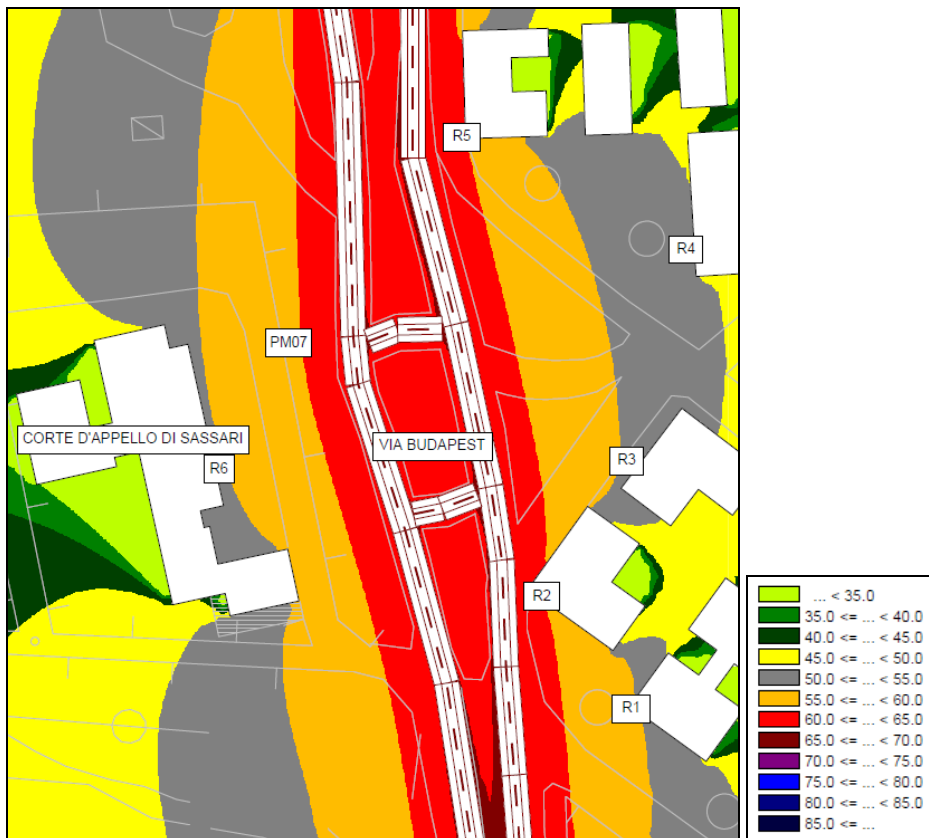 R5
R4
PM07
CORTE D'APPELLO DI SASSARI
VIA BUDAPEST
R3
R6
R2
R1
... < 35.0
35.0 <= ... < 40.0
40.0 <= ... < 45.0
45.0 <= ... < 50.0
50.0 <= ... < 55.0
55.0 <= ... < 60.0
60.0 <= ... < 65.0
65.0 <= ... < 70.0
70.0 <= ... < 75.0
75.0 <= ... < 80.0
80.0 <= ... < 85.0
85.0 <= ...